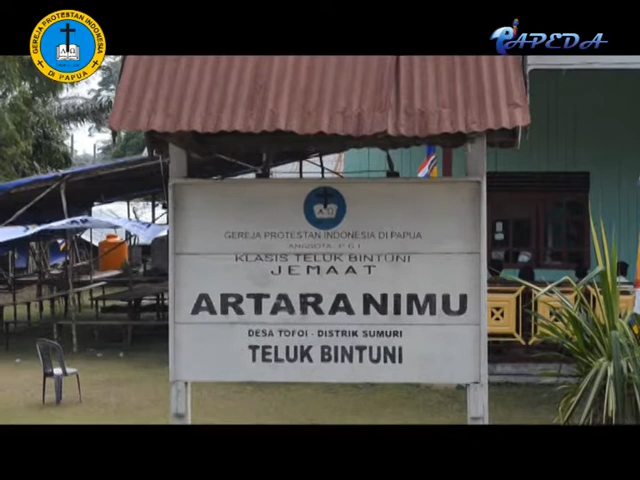 GEREJA PROTESTAN INDONESIA
DI PAPUA
PAPEDA
GEREJA PROTESTAN INDONESIA DI PAPUA
ANGGOTA P G I
KLASIS TELUK BINTUNI
JEMAAT
ARTARANIMU
DESA TOFOI - DISTRIK SUMURI
TELUK BINTUNI